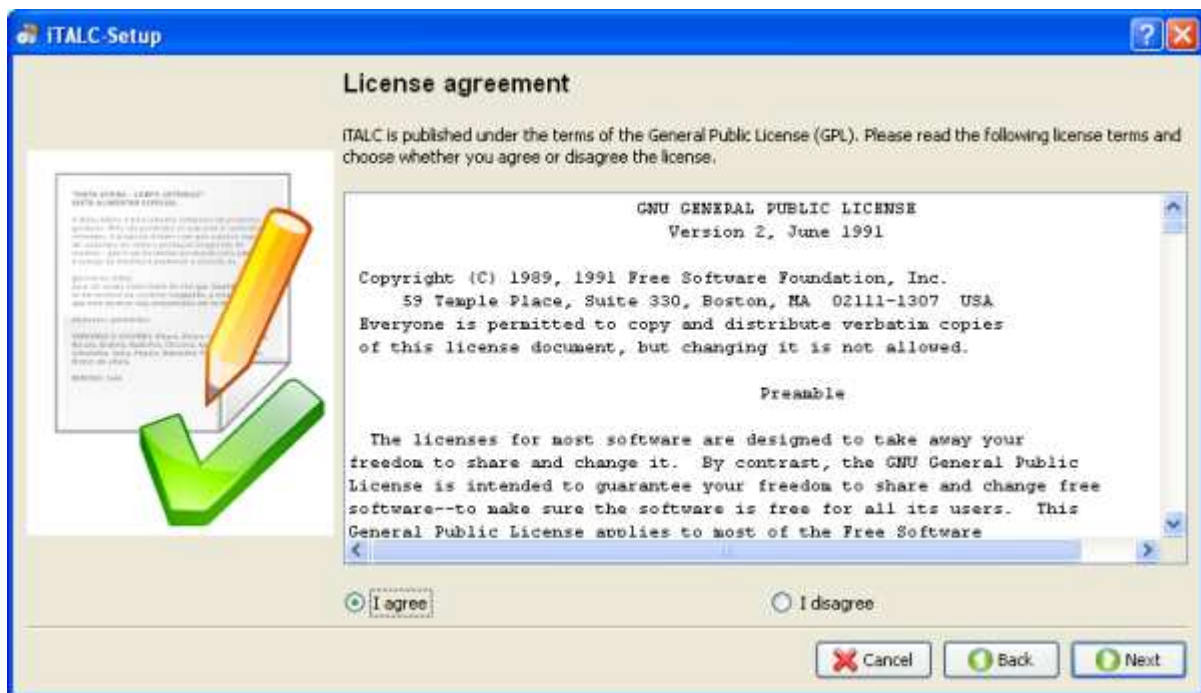 iTALC-Setup
License agreement
iTALC is published under the terms of the General Public License (GPL). Please read the following license terms and
choose whether you agree or disagree the license.
GNU GENERAL PUBLIC LICENSE
Version 2, June 1991
Copyright (C) 1989, 1991 Free Software Foundation, Inc.
59 Temple Place, Suite 330, Boston, MA 02111-1307 USA
Everyone is permitted to copy and distribute verbatim copies
of this license document, but changing it is not allowed.
Preamble
The licenses for most software are designed to take away your
freedom to share and change it. By contrast, the GNU General Public
License is intended to guarantee your freedom to share and change free
software--to make sure the software is free for all its users. This
General Public License applies to most of the Free Software
I agree
I disagree
Cancel
Back
Next